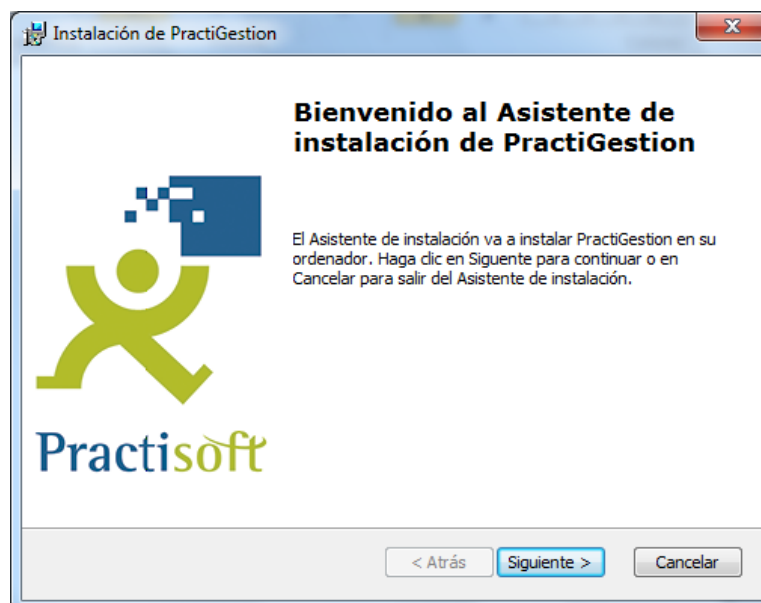 Instalación de PractiGestion
X
Bienvenido al Asistente de
instalación de PractiGestion
El Asistente de instalación va a instalar PractiGestion en su
ordenador. Haga clic en Siguente para continuar o en
Cancelar para salir del Asistente de instalación.
Practisoft
< Atrás
Siguiente >
Cancelar